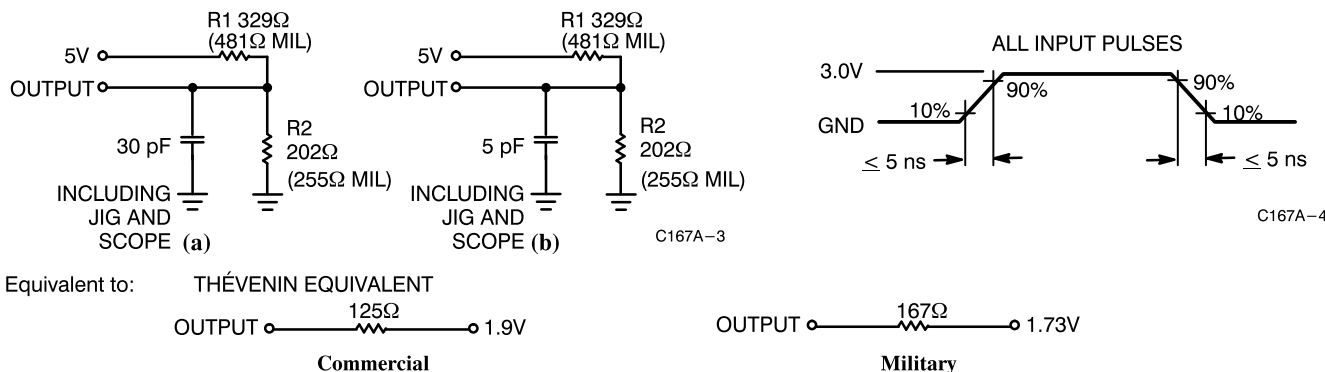 R1 329Ω
(481Ω MIL)
5V
OUTPUT
30 pF
R2
202Ω
(255Ω MIL)
INCLUDING
JIG AND
SCOPE (a)
R1 329Ω
(481Ω MIL)
5V
OUTPUT
5 pF
R2
202Ω
(255Ω MIL)
INCLUDING
JIG AND
SCOPE (b)
C167A−3
ALL INPUT PULSES
3.0V
90%
90%
10%
10%
GND
≤ 5 ns
≤ 5 ns
C167A−4
Equivalent to: THÉVENIN EQUIVALENT
125Ω
OUTPUT 1.9V
Commercial
167Ω
OUTPUT 1.73V
Military